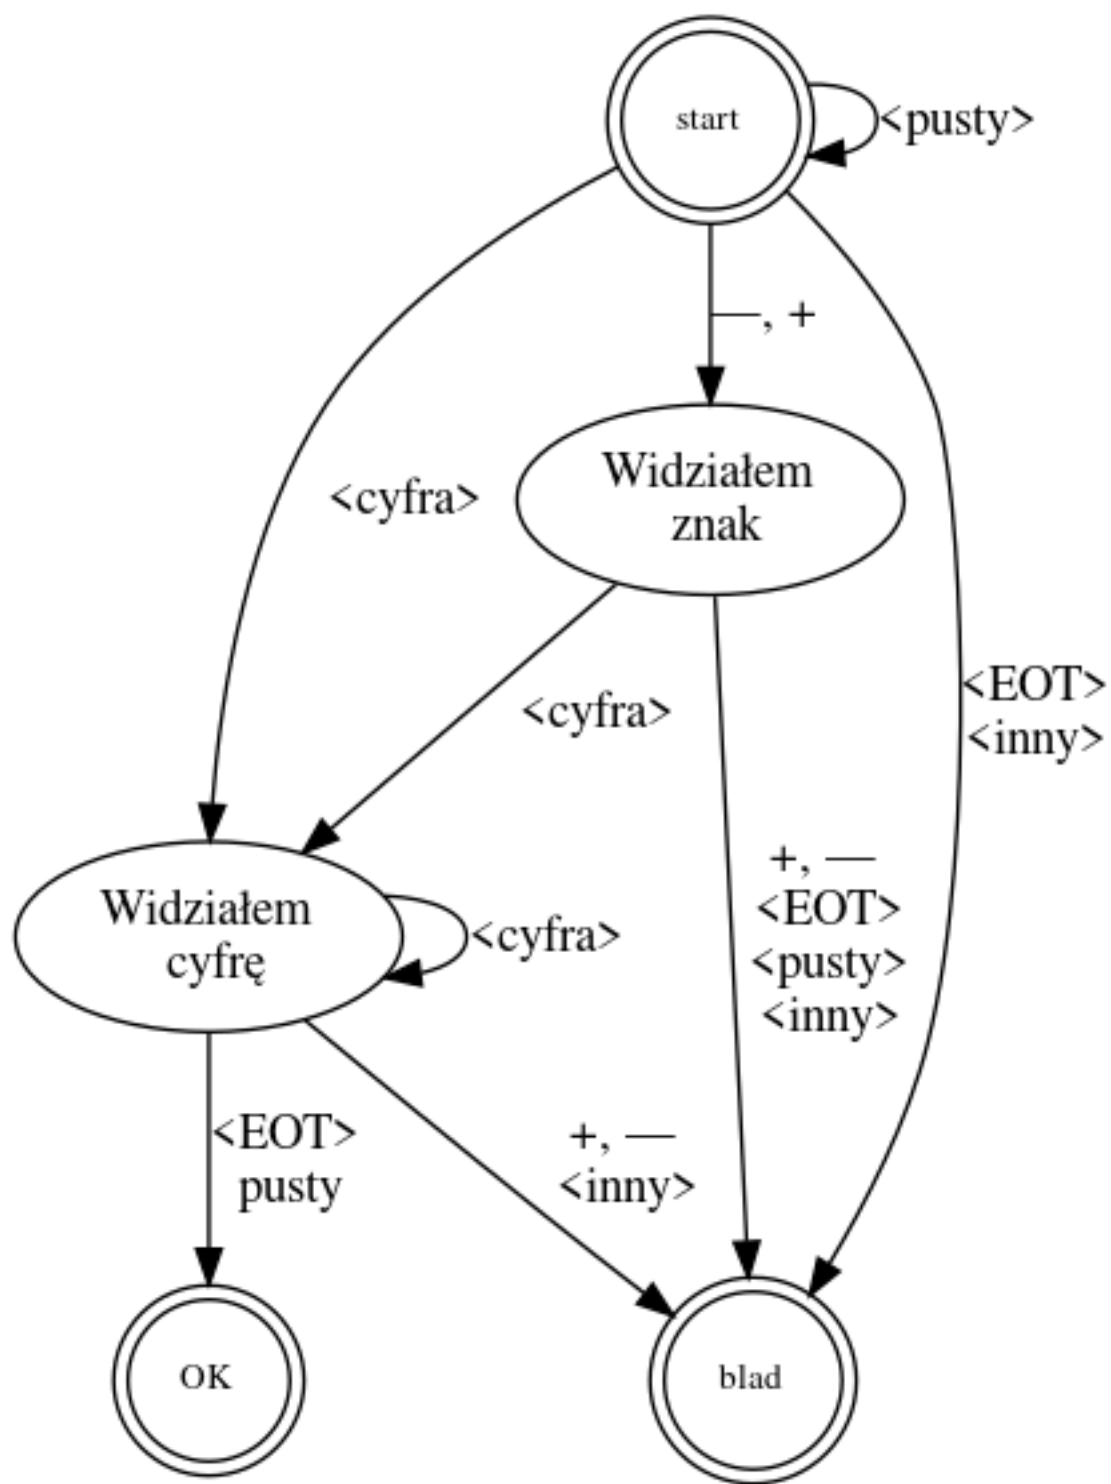 start
<pusty>
—, +
Widziałem
znak
<cyfra>
<EOT>
<inny>
<cyfra>
+, —
<EOT>
<pusty>
<inny>
Widziałem
cyfrę
<cyfra>
<EOT>
pusty
+, —
<inny>
OK
blad